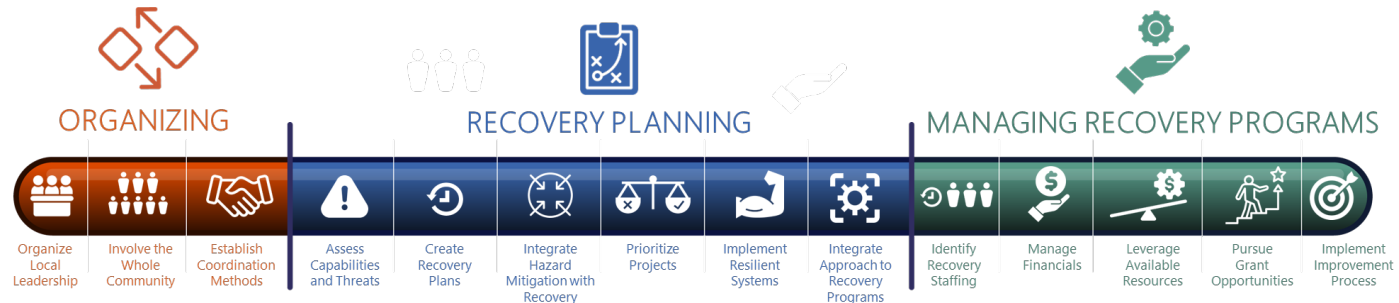 ORGANIZING
RECOVERY PLANNING
MANAGING RECOVERY PROGRAMS
Organize
Local
Leadership
Involve the
Whole
Community
Establish
Coordination
Methods
Assess
Capabilities
and Threats
Create
Recovery
Plans
Integrate
Hazard
Mitigation with
Recovery
Prioritize
Projects
Implement
Resilient
Systems
Integrate
Approach to
Recovery
Programs
Identify
Recovery
Staffing
Manage
Financials
Leverage
Available
Resources
Pursue
Grant
Opportunities
Implement
Improvement
Process